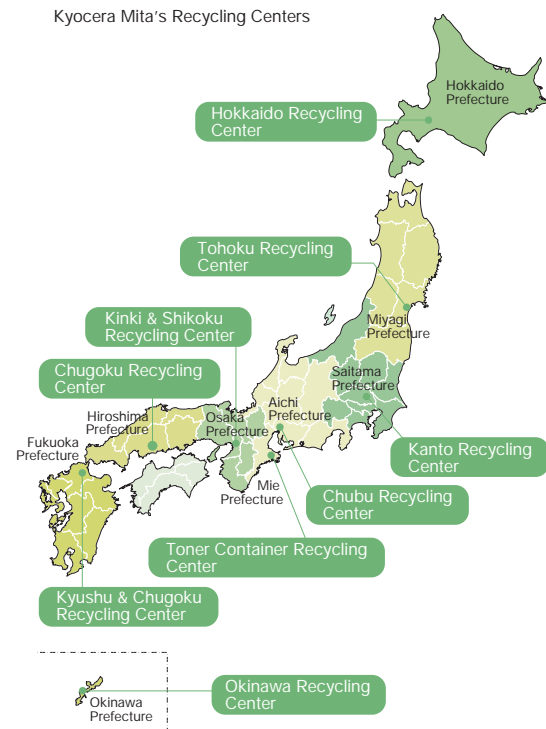 Kyocera Mita's Recycling Centers
Hokkaido
Prefecture
Hokkaido Recycling
Center
Tohoku Recycling
Center
Kinki & Shikoku
Recycling Center
Miyagi
Prefecture
Chugoku Recycling
Center
Saitama
Prefecture
Aichi
Prefecture
Hiroshima
Prefecture
Osaka
Prefecture
Fukuoka
Prefecture
Kanto Recycling
Center
Mie
Prefecture
Chubu Recycling
Center
Toner Container Recycling
Center
Kyushu & Chugoku
Recycling Center
Okinawa Recycling
Center
Okinawa
Prefecture